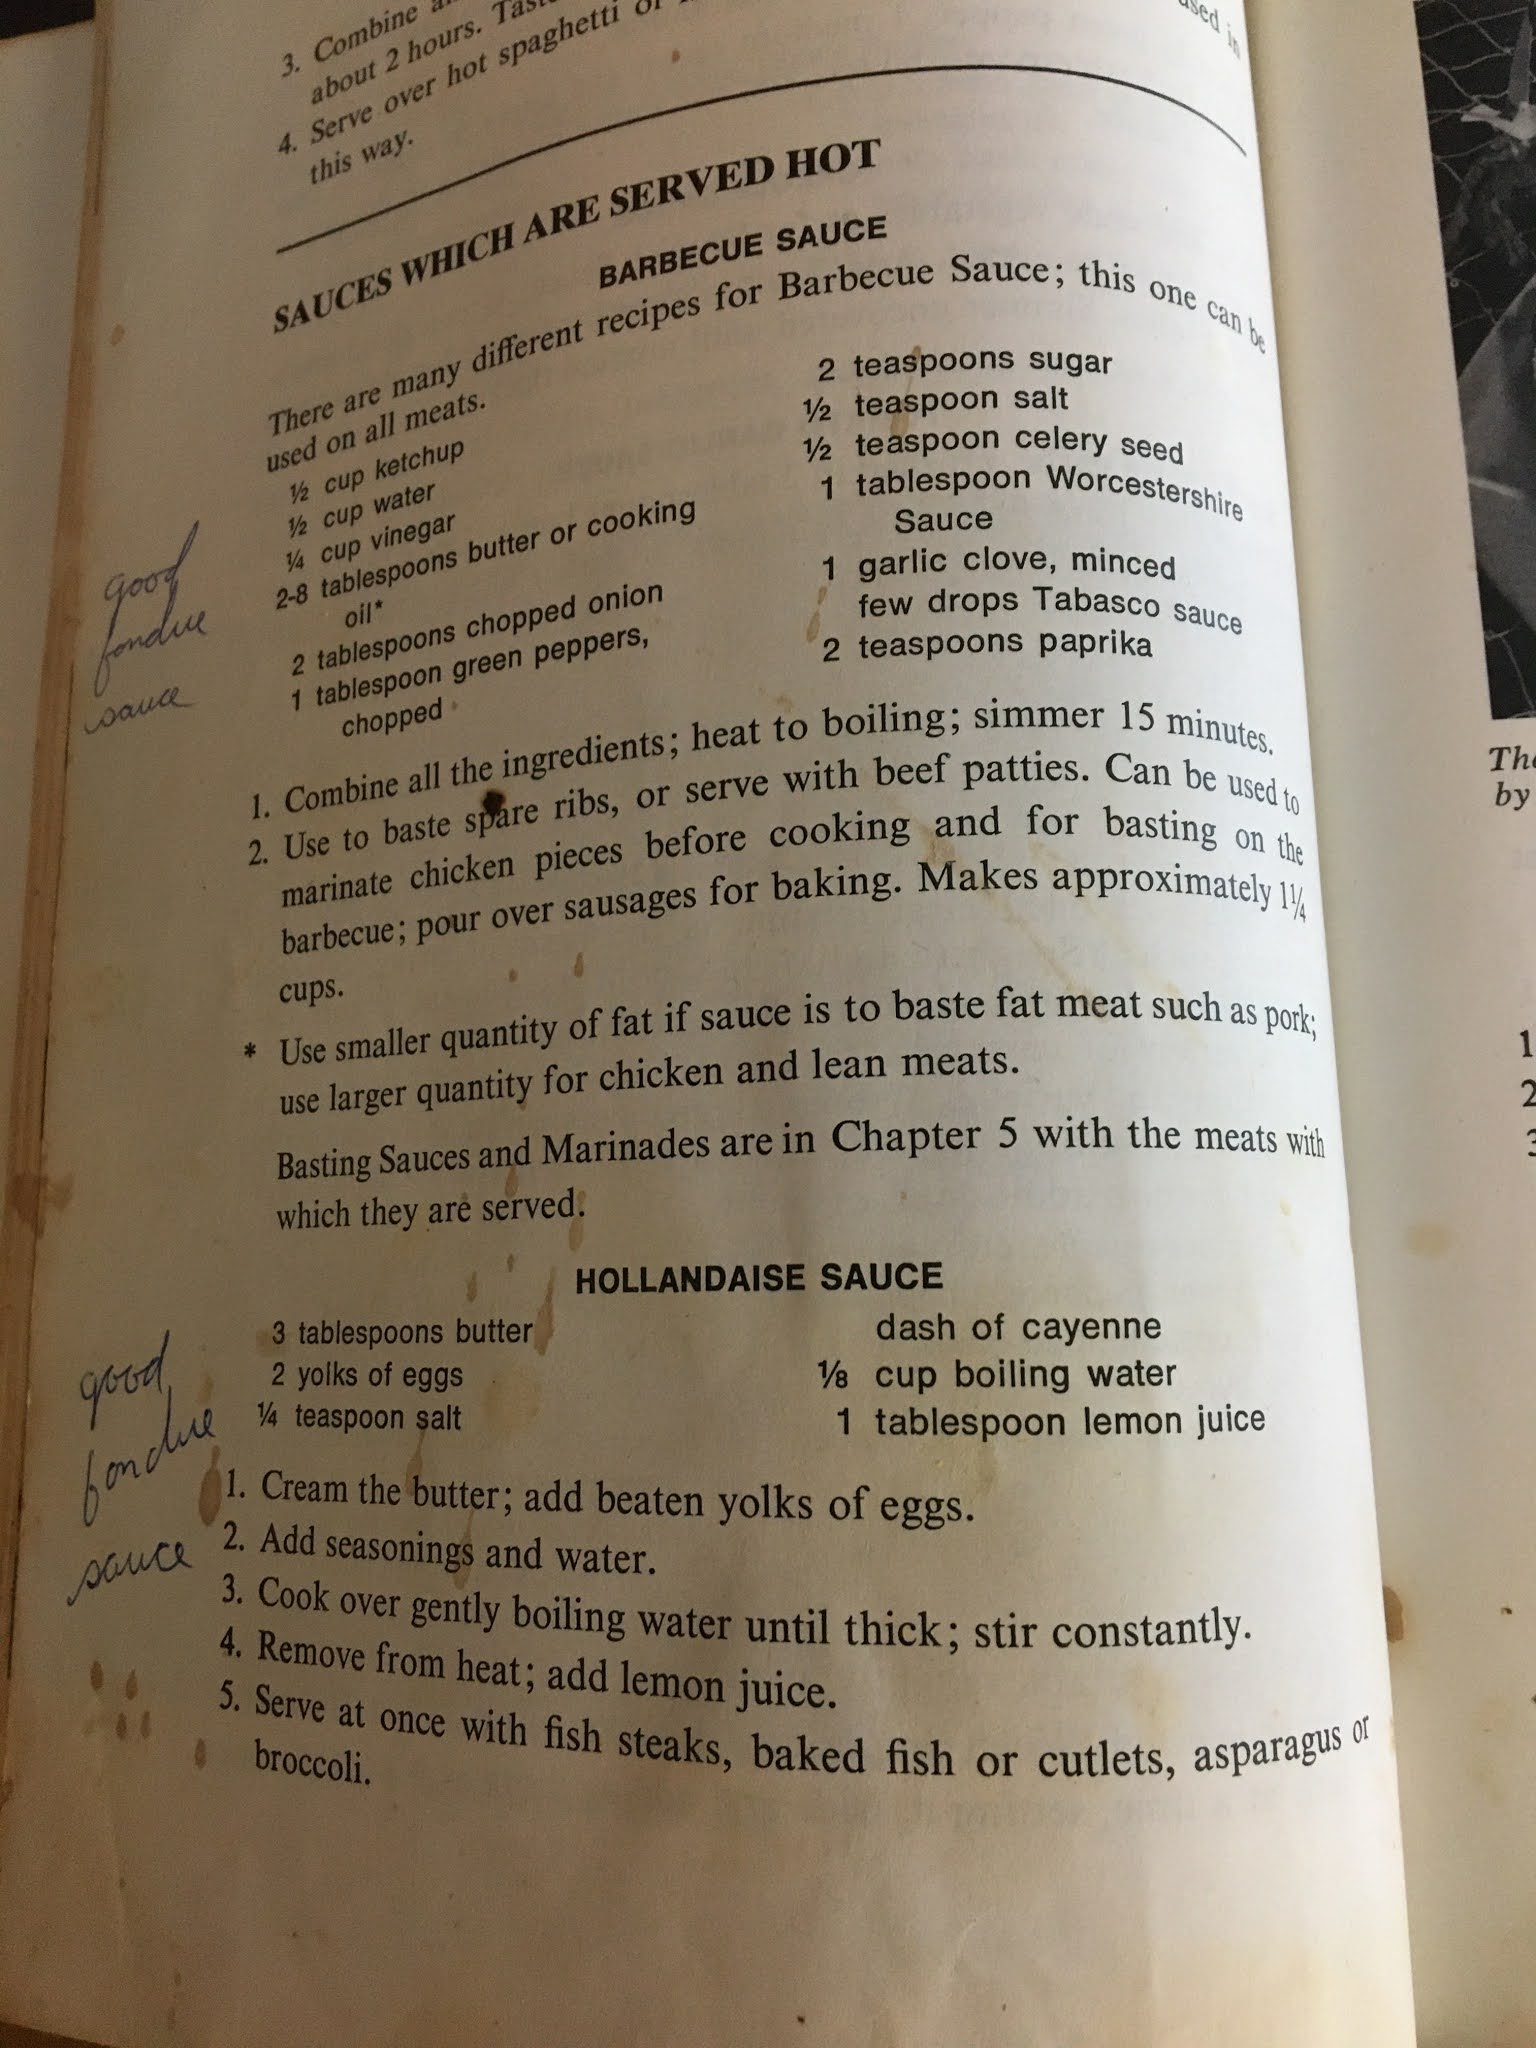 3. Combine
about 2 hours.
used in
4. Serve over hot spaghetti or
this way.
SAUCES WHICH ARE SERVED HOT
BARBECUE SAUCE
There are many different recipes for Barbecue Sauce; this one can be
used on all meats.
½ cup ketchup
½ cup water
¼ cup vinegar
2-8 tablespoons butter or cooking
oil*
2 tablespoons chopped onion
1 tablespoon green peppers,
chopped
2 teaspoons sugar
½ teaspoon salt
½ teaspoon celery seed
1 tablespoon Worcestershire
Sauce
1 garlic clove, minced
few drops Tabasco sauce
2 teaspoons paprika
good
fondue
sauce
1. Combine all the ingredients; heat to boiling; simmer 15 minutes.
2. Use to baste spare ribs, or serve with beef patties. Can be used to
marinate chicken pieces before cooking and for basting on the
barbecue; pour over sausages for baking. Makes approximately 1¼
cups.
* Use smaller quantity of fat if sauce is to baste fat meat such as pork;
use larger quantity for chicken and lean meats.
Basting Sauces and Marinades are in Chapter 5 with the meats with
which they are served.
HOLLANDAISE SAUCE
3 tablespoons butter
2 yolks of eggs
¼ teaspoon salt
dash of cayenne
⅛ cup boiling water
1 tablespoon lemon juice
good
fondue
sauce
1. Cream the butter; add beaten yolks of eggs.
2. Add seasonings and water.
3. Cook over gently boiling water until thick; stir constantly.
4. Remove from heat; add lemon juice.
5. Serve at once with fish steaks, baked fish or cutlets, asparagus or
broccoli.
by
1
2
3